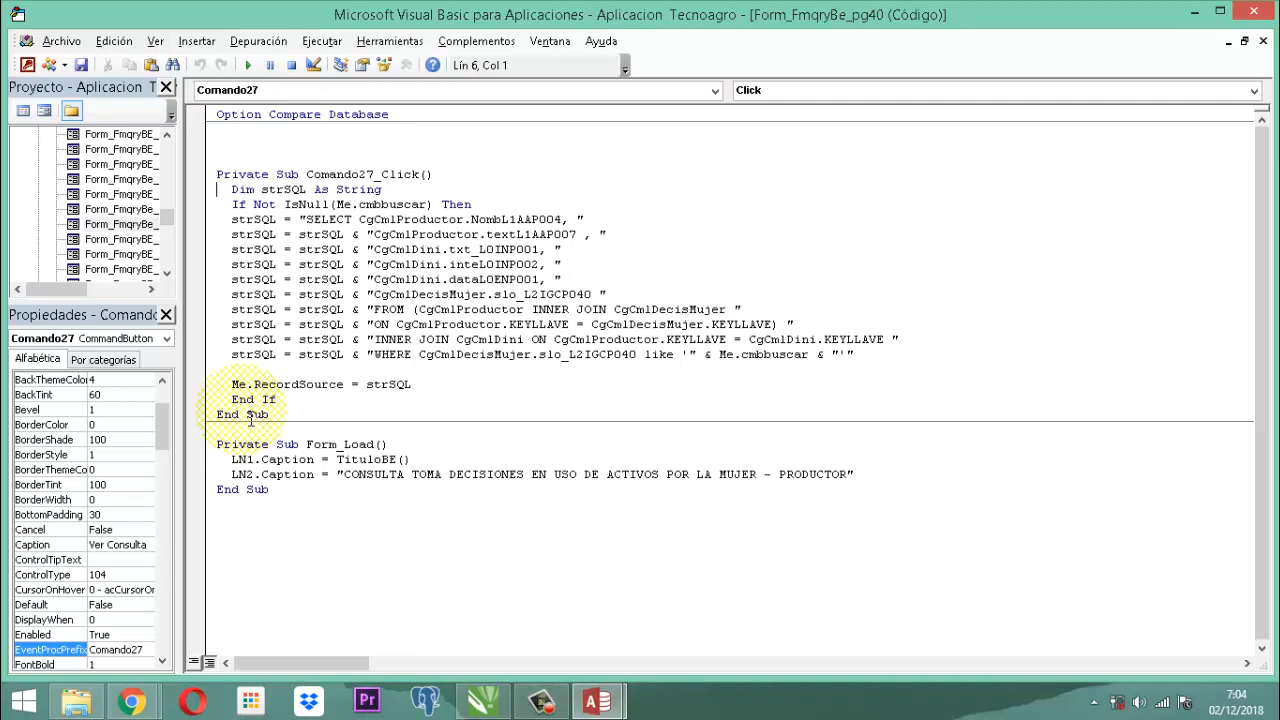 Microsoft Visual Basic para Aplicaciones - Aplicacion Tecnoagro - [Form_FmqryBe_pg40 (Código)]
Archivo Edición Ver Insertar Depuración Ejecutar Herramientas Complementos Ventana Ayuda
Lín 6, Col 1
Proyecto - Aplicacion T
Form_FmqryBE_
Form_FmqryBE_
Form_FmqryBE_
Form_FmqryBe_
Form_FmqryBe_
Form_FmqryBe_
Form_FmqryBe_
Form_FmqryBE_
Form_FmqryBE_
Form_FmqryBE_
Propiedades - Comando
Comando27 CommandButton
Alfabética Por categorías
BackThemeColor 4
BackTint 60
Bevel 1
BorderColor 0
BorderShade 100
BorderStyle 1
BorderThemeCo 0
BorderTint 100
BorderWidth 0
BottomPadding 30
Cancel False
Caption Ver Consulta
ControlTipText
ControlType 104
CursorOnHover 0 - acCursorOn
Default False
DisplayWhen 0
Enabled True
EventProcPrefix Comando27
FontBold 1
Comando27 Click
Option Compare Database
Private Sub Comando27_Click()
Dim strSQL As String
If Not IsNull(Me.cmbbuscar) Then
strSQL = "SELECT CgCmlProductor.NombL1AAP004, "
strSQL = strSQL & "CgCmlProductor.textL1AAP007 , "
strSQL = strSQL & "CgCmlDini.txt_LOINP001, "
strSQL = strSQL & "CgCmlDini.inteLOINP002, "
strSQL = strSQL & "CgCmlDini.dataLOENP001, "
strSQL = strSQL & "CgCmlDecisMujer.slo_L2IGCP040 "
strSQL = strSQL & "FROM (CgCmlProductor INNER JOIN CgCmlDecisMujer "
strSQL = strSQL & "ON CgCmlProductor.KEYLLAVE = CgCmlDecisMujer.KEYLLAVE) "
strSQL = strSQL & "INNER JOIN CgCmlDini ON CgCmlProductor.KEYLLAVE = CgCmlDini.KEYLLAVE "
strSQL = strSQL & "WHERE CgCmlDecisMujer.slo_L2IGCP040 like '" & Me.cmbbuscar & "'"
Me.RecordSource = strSQL
End If
End Sub
Private Sub Form_Load()
LN1.Caption = TituloBE()
LN2.Caption = "CONSULTA TOMA DECISIONES EN USO DE ACTIVOS POR LA MUJER - PRODUCTOR"
End Sub
Pr
7:04
02/12/2018